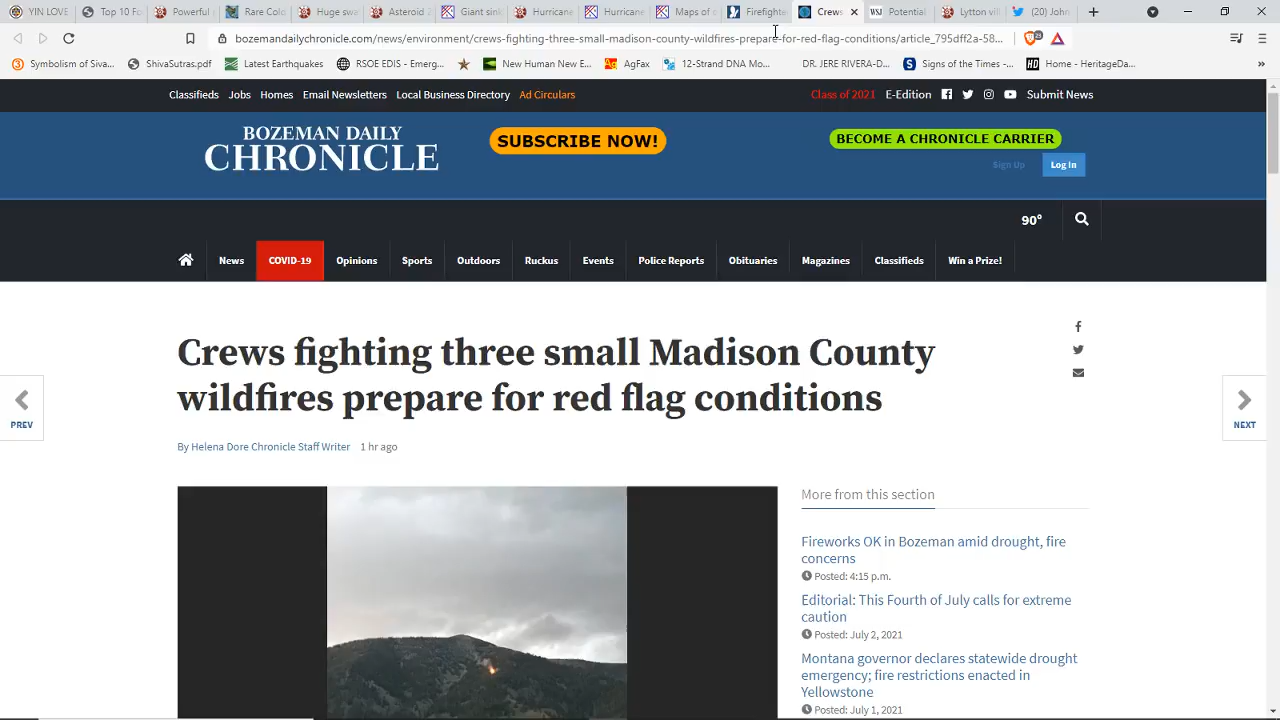 YIN LOVE Top 10 Fo Powerful Rare Colo Huge swa Asteroid 2 Giant sink Hurricane Hurricane Maps of Firefighte Crews Potential Lytton vill (20) John
bozemandailychronicle.com/news/environment/crews-fighting-three-small-madison-county-wildfires-prepare-for-red-flag-conditions/article_795dff2a-58... 23
Symbolism of Siva... ShivaSutras.pdf Latest Earthquakes RSOE EDIS - Emerg... New Human New E... AgFax 12-Strand DNA Mo... DR. JERE RIVERA-D... Signs of the Times -... Home - HeritageDa...
Classifieds Jobs Homes Email Newsletters Local Business Directory Ad Circulars Class of 2021 E-Edition Submit News
BOZEMAN DAILY
CHRONICLE
SUBSCRIBE NOW!
BECOME A CHRONICLE CARRIER
Sign Up Log In
90°
News COVID-19 Opinions Sports Outdoors Ruckus Events Police Reports Obituaries Magazines Classifieds Win a Prize!
Crews fighting three small Madison County
wildfires prepare for red flag conditions
By Helena Dore Chronicle Staff Writer 1 hr ago
PREV
NEXT
More from this section
Fireworks OK in Bozeman amid drought, fire
concerns
Posted: 4:15 p.m.
Editorial: This Fourth of July calls for extreme
caution
Posted: July 2, 2021
Montana governor declares statewide drought
emergency; fire restrictions enacted in
Yellowstone
Posted: July 1, 2021